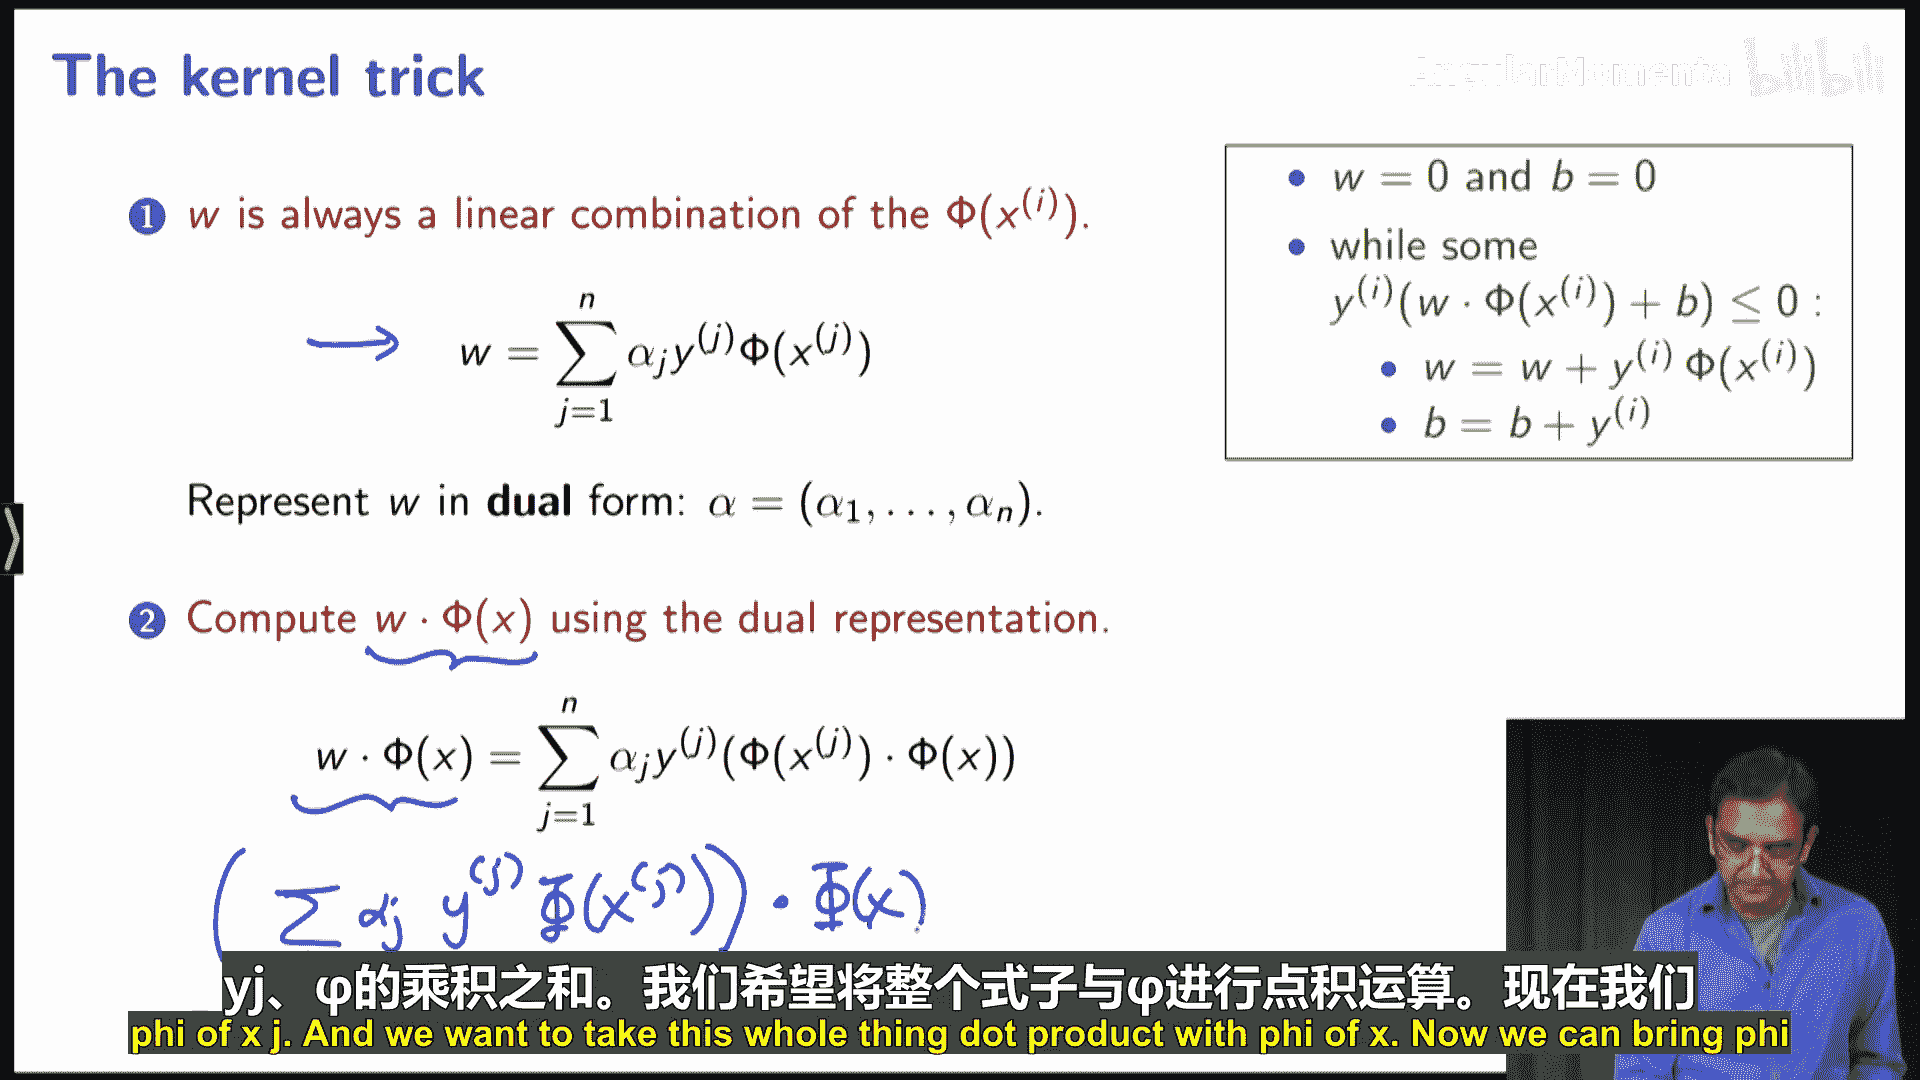 The kernel trick
AngularMomentu bilibili
1 w is always a linear combination of the Φ(x^(i)).
w = ∑_{j=1}^{n} α_j y^(j) Φ(x^(j))
Represent w in dual form: α = (α_1, . . . , α_n).
2 Compute w · Φ(x) using the dual representation.
w · Φ(x) = ∑_{j=1}^{n} α_j y^(j) (Φ(x^(j)) · Φ(x))
(∑ α_j y^(j) Φ(x^(j))) · Φ(x)
• w = 0 and b = 0
• while some
y^(i)(w · Φ(x^(i)) + b) ≤ 0 :
• w = w + y^(i) Φ(x^(i))
• b = b + y^(i)
yj、φ的乘积之和。我们希望将整个式子与φ进行点积运算。现在我们
phi of x j. And we want to take this whole thing dot product with phi of x. Now we can bring phi